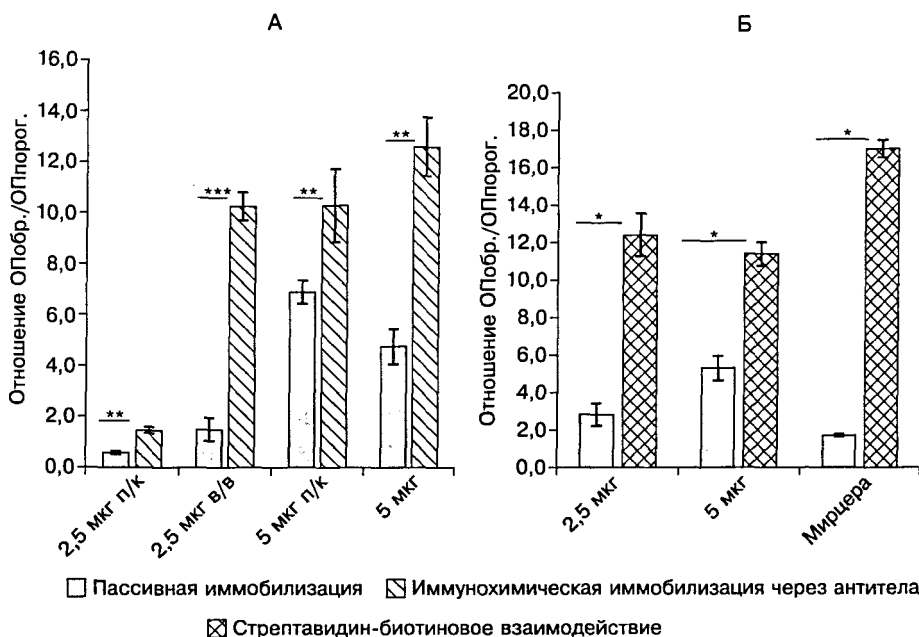 А
Отношение ОПобр./ОПпорог.
16,0
14,0
12,0
10,0
8,0
6,0
4,0
2,0
0,0
**
***
**
**
2,5 мкг п/к
2,5 мкг в/в
5 мкг п/к
5 мкг
Б
Отношение ОПобр./ОПпорог.
20,0
18,0
16,0
14,0
12,0
10,0
8,0
6,0
4,0
2,0
0,0
*
*
*
2,5 мкг
5 мкг
Мирцера
Пассивная иммобилизация
Иммунохимическая иммобилизация через антитела
Стрептавидин-биотиновое взаимодействие